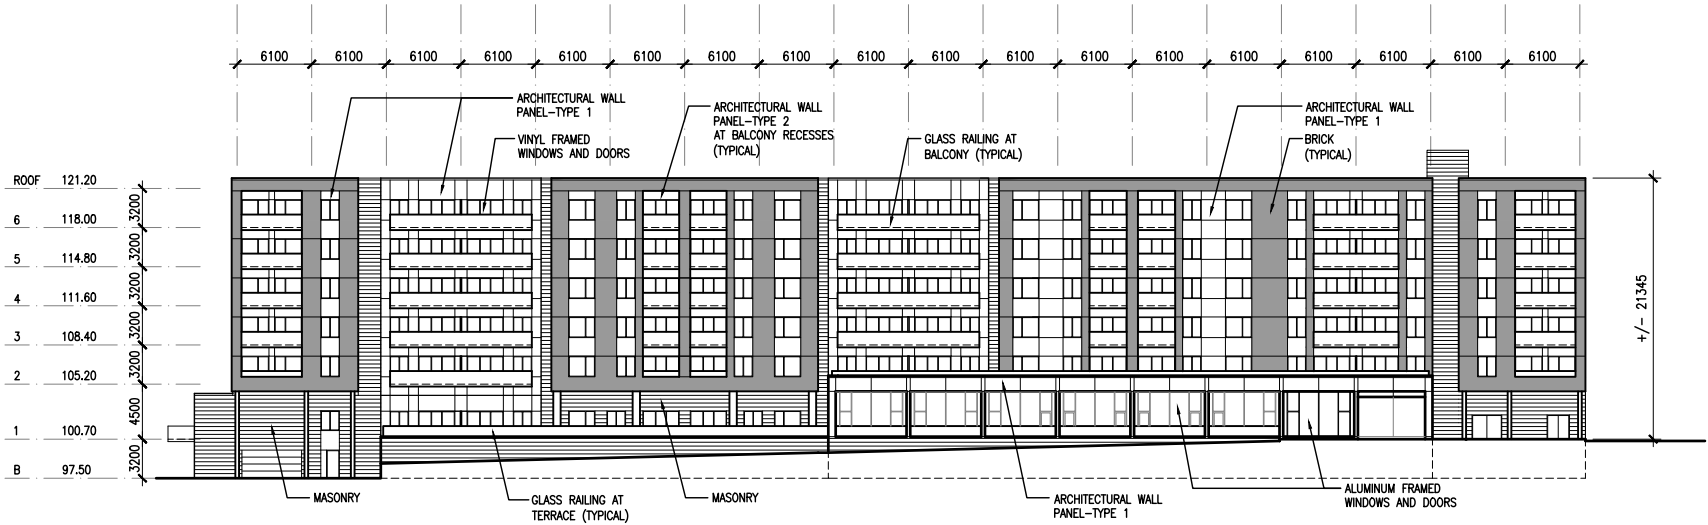 6100 6100 6100 6100 6100 6100 6100 6100 6100 6100 6100 6100 6100 6100 6100 6100 6100 6100
ARCHITECTURAL WALL
PANEL-TYPE 1
VINYL FRAMED
WINDOWS AND DOORS
ARCHITECTURAL WALL
PANEL-TYPE 2
AT BALCONY RECESSES
(TYPICAL)
GLASS RAILING AT
BALCONY (TYPICAL)
ARCHITECTURAL WALL
PANEL-TYPE 1
BRICK
(TYPICAL)
ROOF 121.20
3200
6 118.00
3200
5 114.80
3200
4 111.60
3200
3 108.40
3200
2 105.20
4500
1 100.70
3200
B 97.50
+/- 21345
MASONRY
GLASS RAILING AT
TERRACE (TYPICAL)
MASONRY
ARCHITECTURAL WALL
PANEL-TYPE 1
ALUMINUM FRAMED
WINDOWS AND DOORS